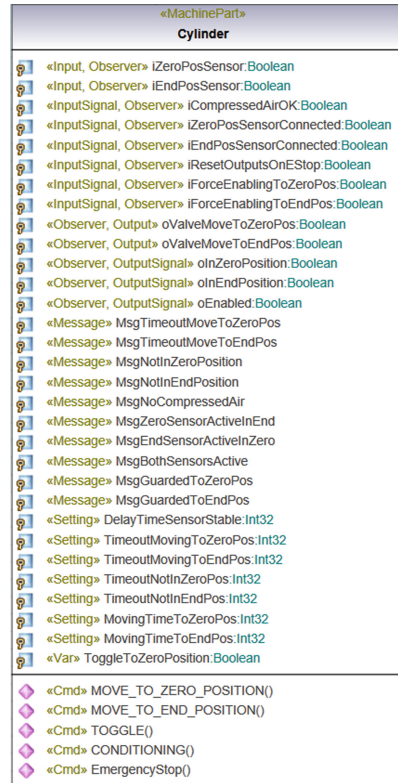 «MachinePart»
Cylinder
«Input, Observer» iZeroPosSensor:Boolean
«Input, Observer» iEndPosSensor:Boolean
«InputSignal, Observer» iCompressedAirOK:Boolean
«InputSignal, Observer» iZeroPosSensorConnected:Boolean
«InputSignal, Observer» iEndPosSensorConnected:Boolean
«InputSignal, Observer» iResetOutputsOnEStop:Boolean
«InputSignal, Observer» iForceEnablingToZeroPos:Boolean
«InputSignal, Observer» iForceEnablingToEndPos:Boolean
«Observer, Output» oValveMoveToZeroPos:Boolean
«Observer, Output» oValveMoveToEndPos:Boolean
«Observer, OutputSignal» oInZeroPosition:Boolean
«Observer, OutputSignal» oInEndPosition:Boolean
«Observer, OutputSignal» oEnabled:Boolean
«Message» MsgTimeoutMoveToZeroPos
«Message» MsgTimeoutMoveToEndPos
«Message» MsgNotInZeroPosition
«Message» MsgNotInEndPosition
«Message» MsgNoCompressedAir
«Message» MsgZeroSensorActiveInEnd
«Message» MsgEndSensorActiveInZero
«Message» MsgBothSensorsActive
«Message» MsgGuardedToZeroPos
«Message» MsgGuardedToEndPos
«Setting» DelayTimeSensorStable:Int32
«Setting» TimeoutMovingToZeroPos:Int32
«Setting» TimeoutMovingToEndPos:Int32
«Setting» TimeoutNotInZeroPos:Int32
«Setting» TimeoutNotInEndPos:Int32
«Setting» MovingTimeToZeroPos:Int32
«Setting» MovingTimeToEndPos:Int32
«Var» ToggleToZeroPosition:Boolean
«Cmd» MOVE_TO_ZERO_POSITION()
«Cmd» MOVE_TO_END_POSITION()
«Cmd» TOGGLE()
«Cmd» CONDITIONING()
«Cmd» EmergencyStop()